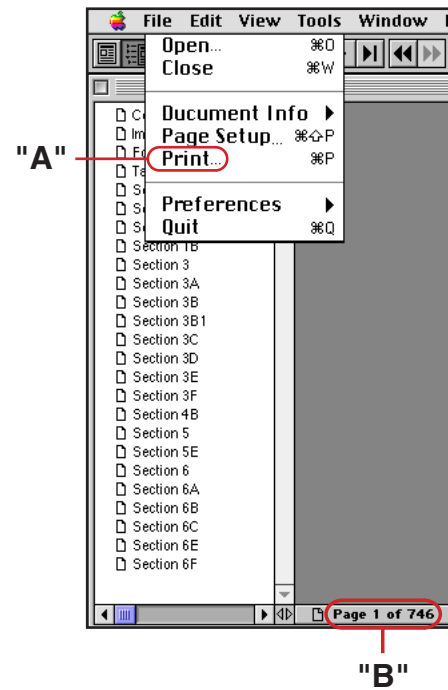 File Edit View Tools Window
Open... ⌘O
Close ⌘W
Ducument Info
Page Setup... ⌘⇧P
"A"
Print... ⌘P
Preferences
Quit ⌘Q
Section 1B
Section 3
Section 3A
Section 3B
Section 3B1
Section 3C
Section 3D
Section 3E
Section 3F
Section 4B
Section 5
Section 5E
Section 6
Section 6A
Section 6B
Section 6C
Section 6E
Section 6F
Page 1 of 746
"B"